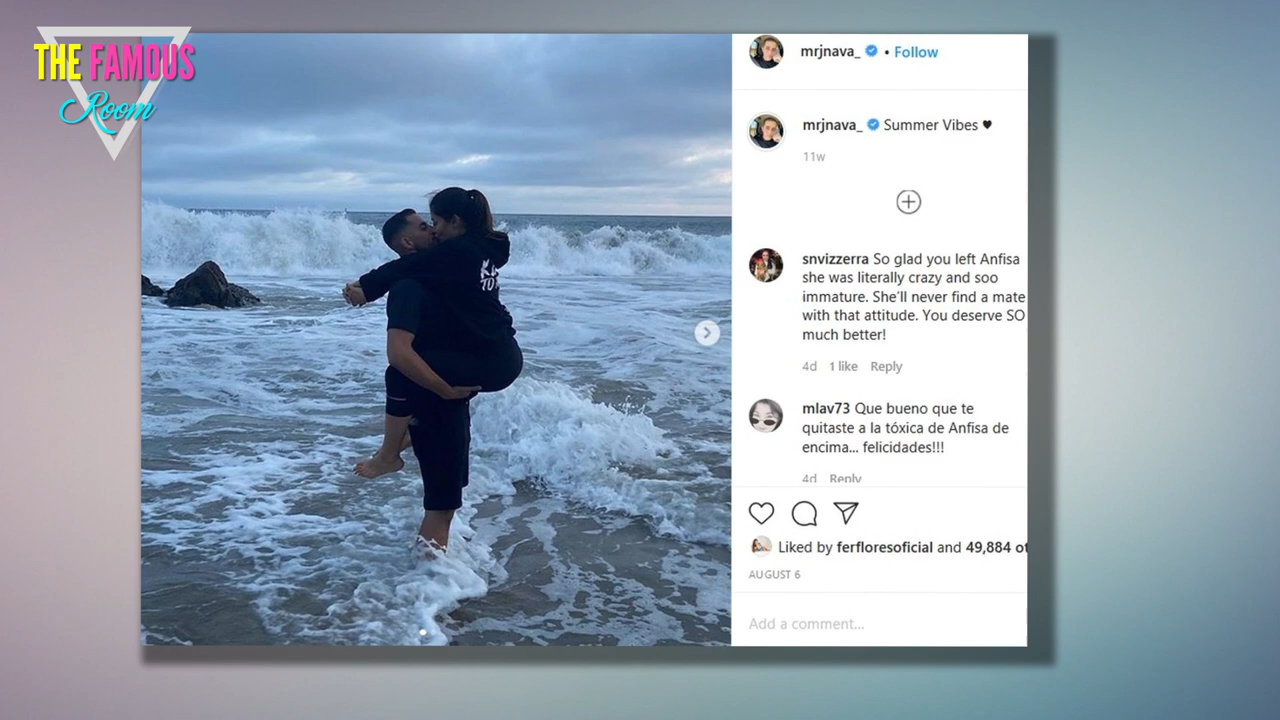 THE FAMOUS
Room
mrjnava_ • Follow
mrjnava_ Summer Vibes 🖤
11w
snvizzerra So glad you left Anfisa
she was literally crazy and soo
immature. She'll never find a mate
with that attitude. You deserve SO
much better!
4d 1 like Reply
mlav73 Que bueno que te
quitaste a la tóxica de Anfisa de
encima... felicidades!!!
4d Reply
Liked by ferfloresoficial and 49,884 ot
AUGUST 6
Add a comment...